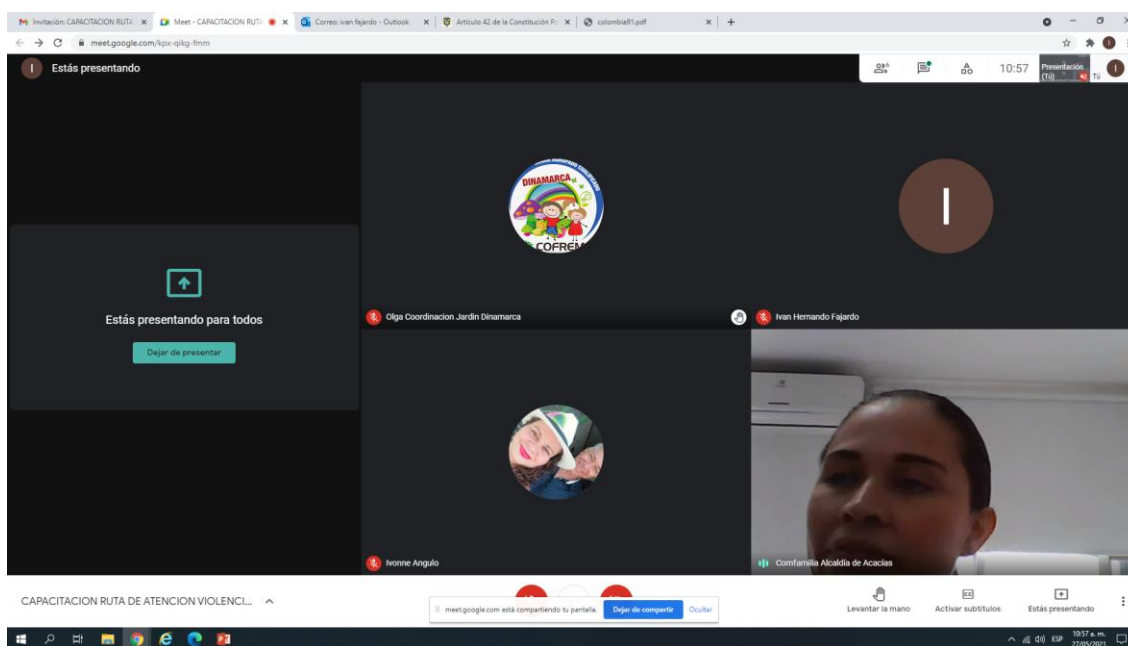 Invitación: CAPACITACION RUTA
Meet - CAPACITACION RUTA
Correo: ivan fajardo - Outlook
Artículo 42 de la Constitución Po
colombia91.pdf
meet.google.com/kpx-qikg-fmm
I
Estás presentando
10:57
Presentación
(Tú)
Tú
I
DINAMARCA
COFREM
I
Estás presentando para todos
Dejar de presentar
Olga Coordinacion Jardin Dinamarca
Ivan Hernando Fajardo
Ivonne Angulo
Comfamilia Alcaldía de Acacías
CAPACITACION RUTA DE ATENCION VIOLENCI...
meet.google.com está compartiendo tu pantalla.
Dejar de compartir
Ocultar
Levantar la mano
Activar subtítulos
Estás presentando
ESP
10:57 a. m.
27/05/2021